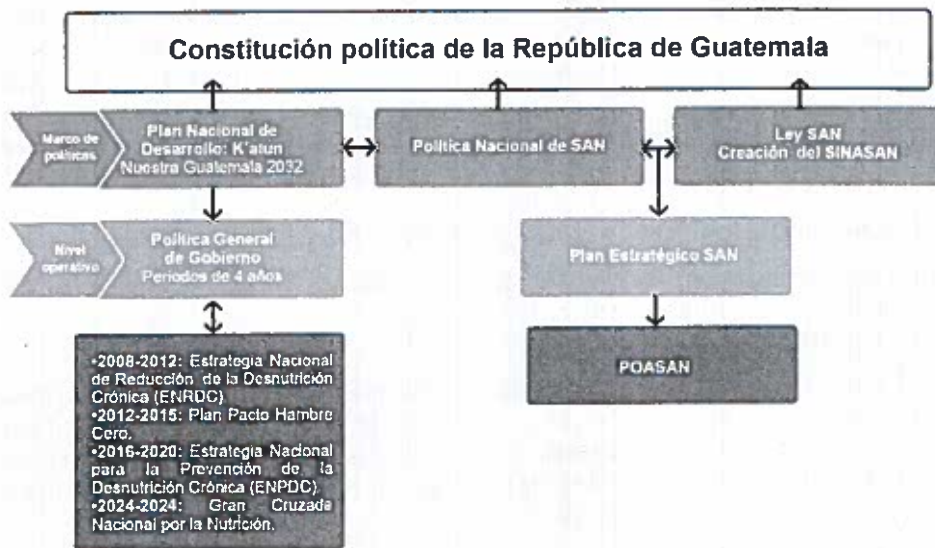 Constitución política de la República de Guatemala
Marco de
políticas
Plan Nacional de
Desarrollo: K'atun
Nuestra Guatemala 2032
Política Nacional de SAN
Ley SAN
Creación del SINASAN
Nivel
operativo
Política General
de Gobierno
Periodos de 4 años
Plan Estratégico SAN
•2008-2012: Estrategia Nacional
de Reducción de la Desnutrición
Crónica (ENRDC)
•2012-2015: Plan Pacto Hambre
Cero.
•2016-2020: Estrategia Nacional
para la Prevención de la
Desnutrición Crónica (ENPDC).
•2024-2024: Gran Cruzada
Nacional por la Nutrición.
POASAN